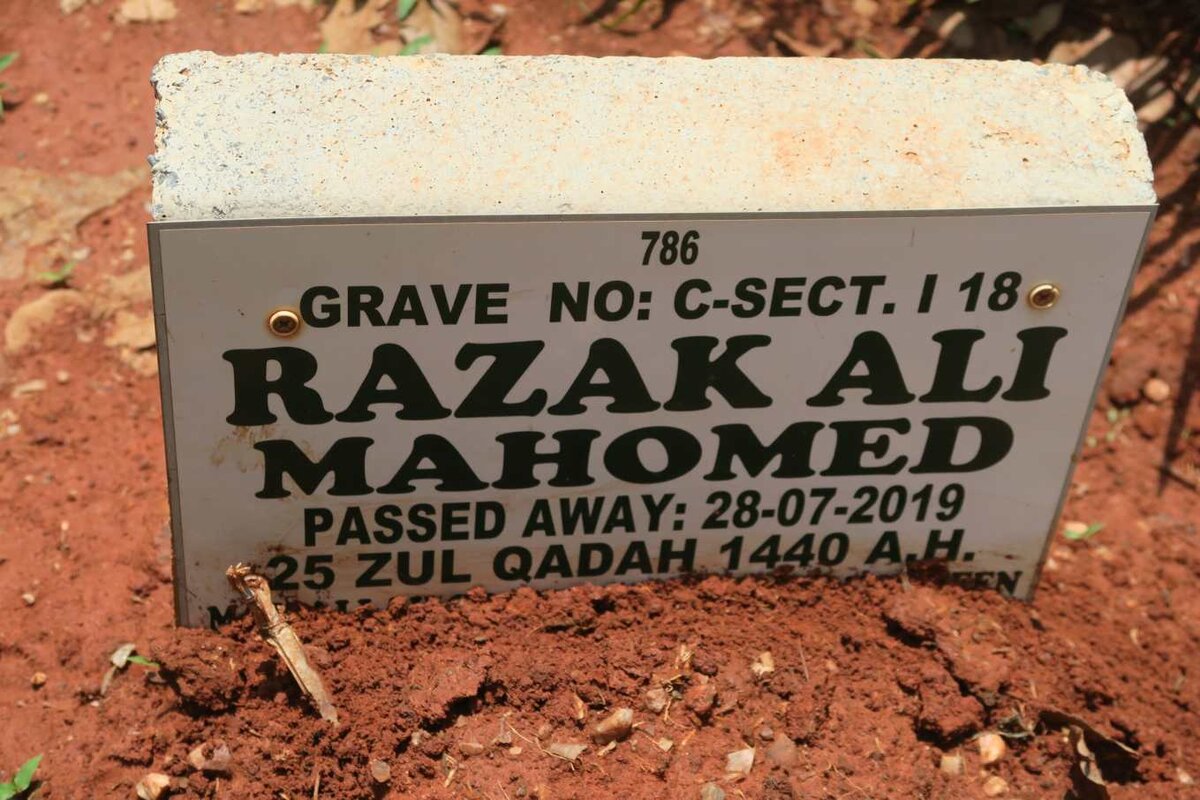 786
GRAVE NO: C-SECT. I 18
RAZAK ALI
MAHOMED
PASSED AWAY: 28-07-2019
25 ZUL QADAH 1440 A.H.